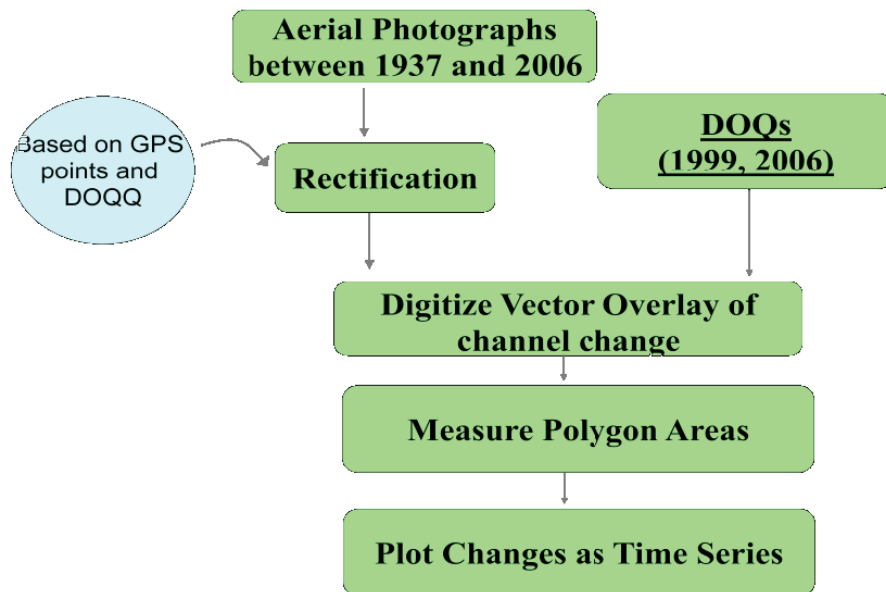 Aerial Photographs
between 1937 and 2006
Based on GPS
points and
DOQQ
Rectification
DOQs
(1999, 2006)
Digitize Vector Overlay of
channel change
Measure Polygon Areas
Plot Changes as Time Series